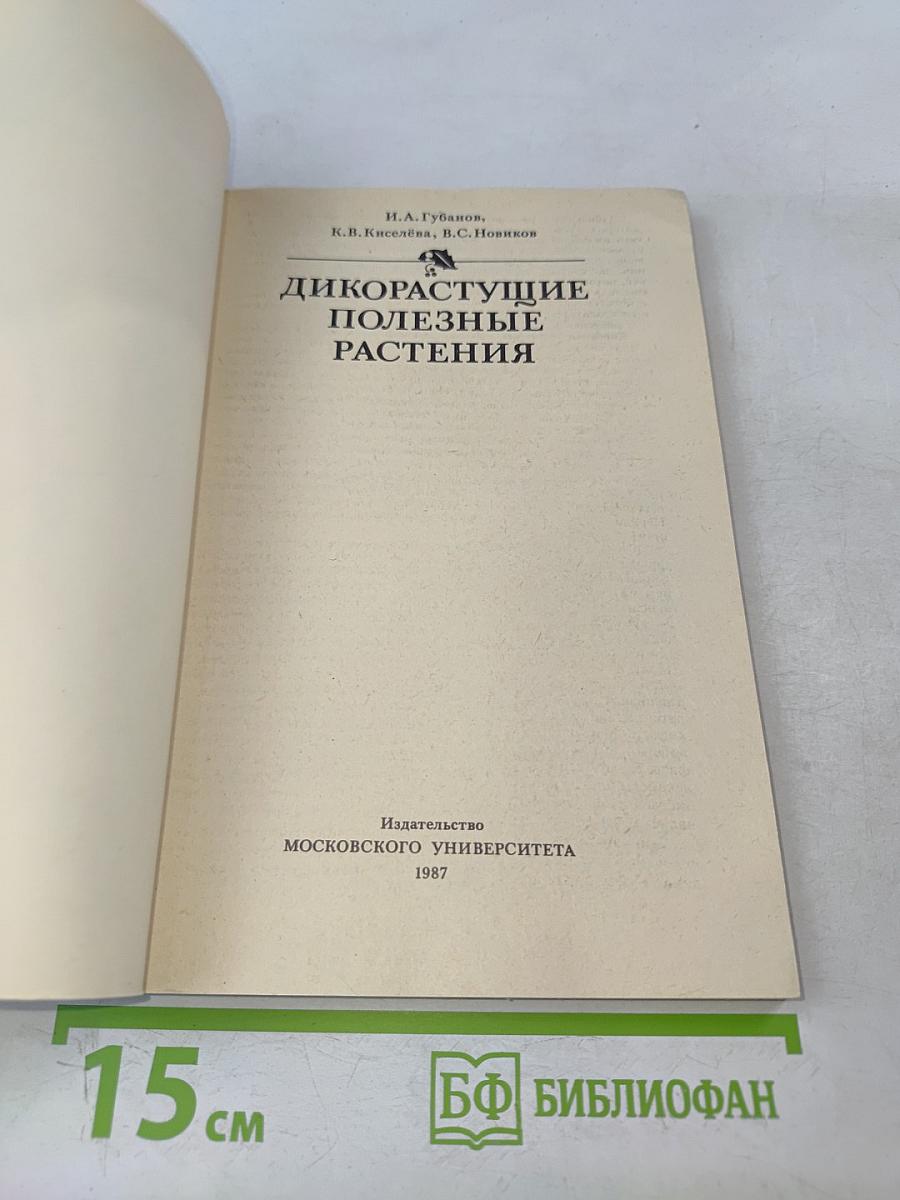 И. А. Губанов,
К. В. Киселёва, В. С. Новиков
ДИКОРАСТУЩИЕ
ПОЛЕЗНЫЕ
РАСТЕНИЯ
Издательство
МОСКОВСКОГО УНИВЕРСИТЕТА
1987
15 см
БФ БИБЛИОФАН